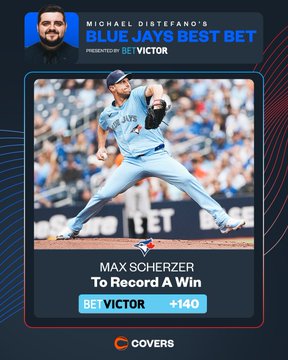 MICHAEL DISTEFANO'S
BLUE JAYS BEST BET
PRESENTED BY BETVICTOR
MAX SCHERZER
To Record A Win
BETVICTOR +140
COVERS